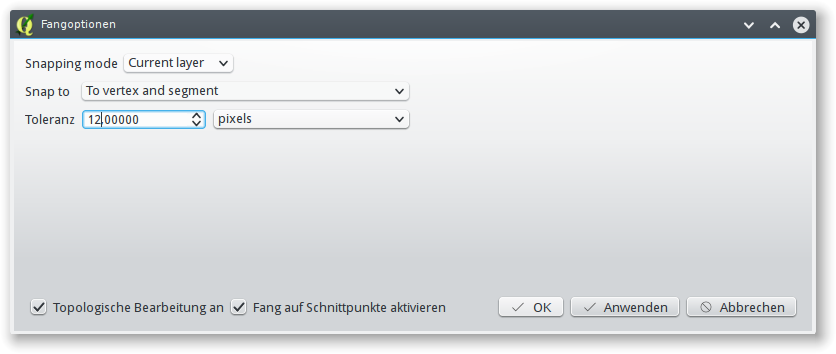 Fangoptionen
Snapping mode Current layer
Snap to To vertex and segment
Toleranz 12.00000 pixels
Topologische Bearbeitung an Fang auf Schnittpunkte aktivieren OK Anwenden Abbrechen